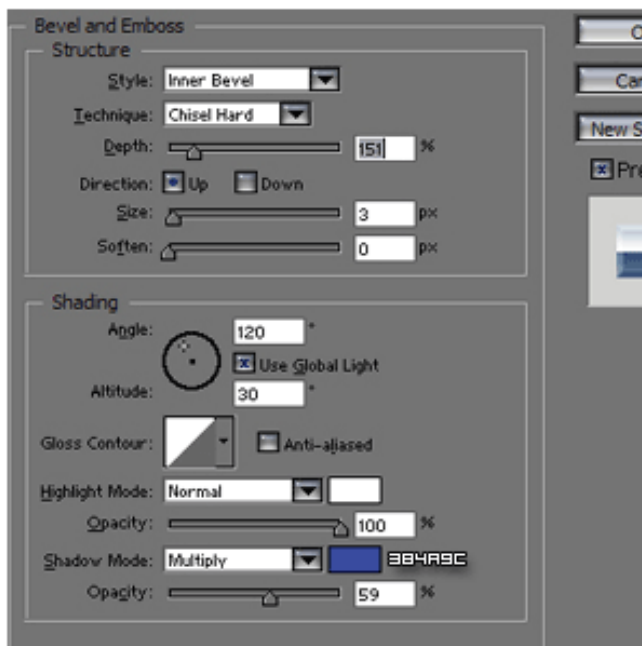 Bevel and Emboss
Structure
Style: Inner Bevel
Technique: Chisel Hard
Depth: 151 %
Direction: Up Down
Size: 3 px
Soften: 0 px
Shading
Angle: 120 °
Use Global Light
Altitude: 30 °
Gloss Contour: Anti-aliased
Highlight Mode: Normal
Opacity: 100 %
Shadow Mode: Multiply 384A9C
Opacity: 59 %
O
Can
New S
Pre